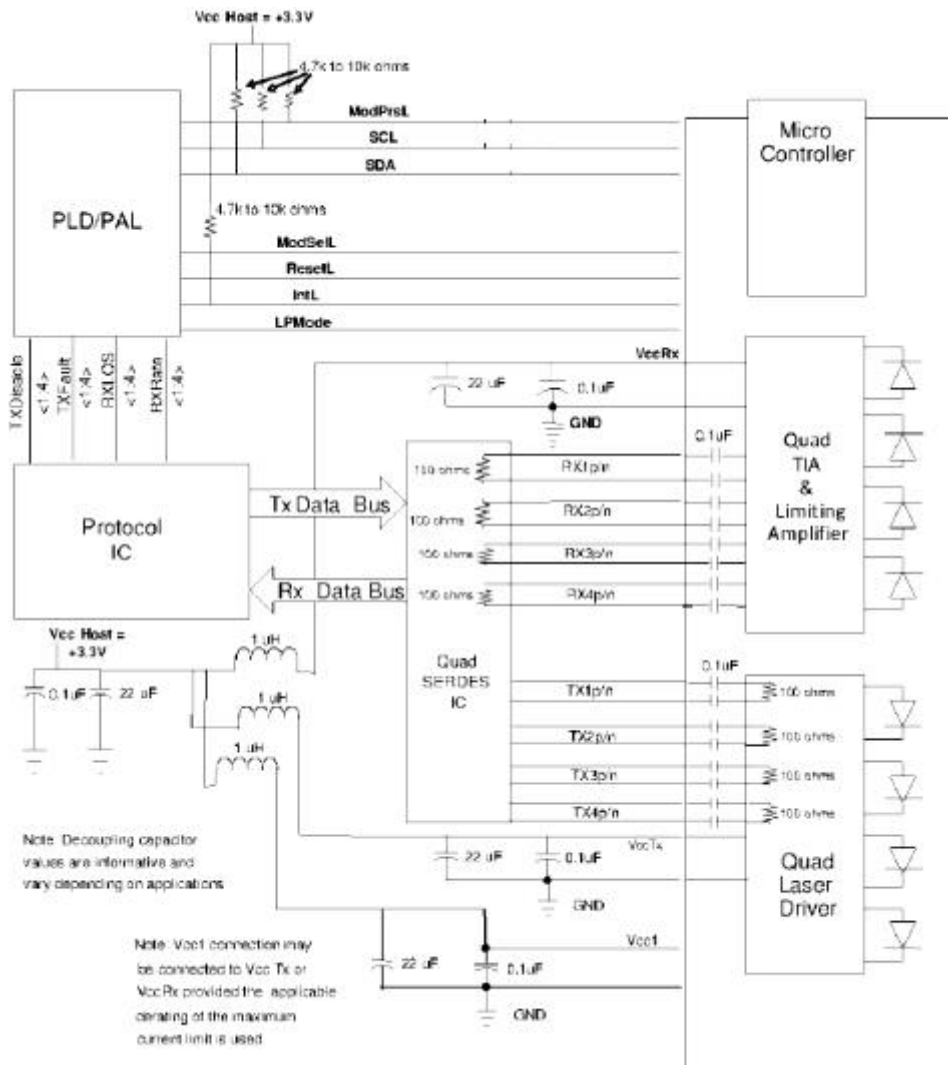 Vcc Host = +3.3V
4.7k to 10k ohms
ModPrsL
SCL
SDA
Micro
Controller
PLD/PAL
4.7k to 10k ohms
ModSelL
ResetL
IntL
LPMode
VccRx
TXDisable
<1:4>
TXFault
<1:4>
RXLOS
<1:4>
RXRate
<1:4>
22 uF
0.1uF
GND
0.1uF
Quad
TIA
&
Limiting
Amplifier
100 ohms
RX1p/n
Tx Data Bus
100 ohms
RX2p/n
Protocol
IC
100 ohms
RX3p/n
Rx Data Bus
100 ohms
RX4p/n
Vcc Host =
+3.3V
1 uH
0.1uF
22 uF
1 uH
1 uH
Quad
SERDES
IC
0.1uF
TX1p/n
100 ohms
TX2p/n
100 ohms
TX3p/n
100 ohms
TX4p/n
100 ohms
VccTx
22 uF
0.1uF
GND
Quad
Laser
Driver
Note: Decoupling capacitor
values are informative and
vary depending on applications
Note: Vcc1 connection may
be connected to Vcc Tx or
Vcc Rx provided the applicable
derating of the maximum
current limit is used
Vcc1
22 uF
0.1uF
GND